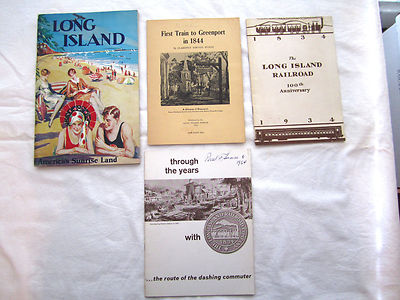 LONG
ISLAND
America's Sunrise Land
First Train to Greenport
in 1844
1834
The
LONG ISLAND
RAILROAD
100th
Anniversary
1934
through
the years
with
...the route of the dashing commuter